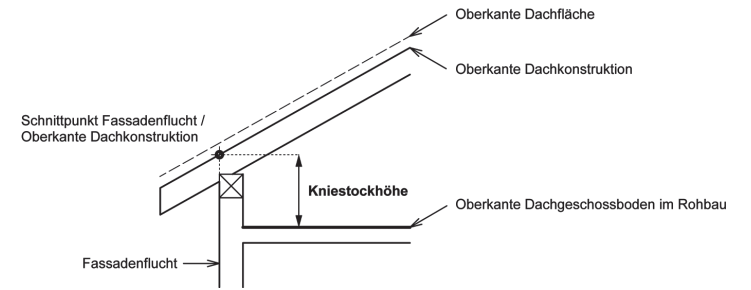 Oberkante Dachfläche
Oberkante Dachkonstruktion
Schnittpunkt Fassadenflucht /
Oberkante Dachkonstruktion
Kniestockhöhe
Oberkante Dachgeschossboden im Rohbau
Fassadenflucht